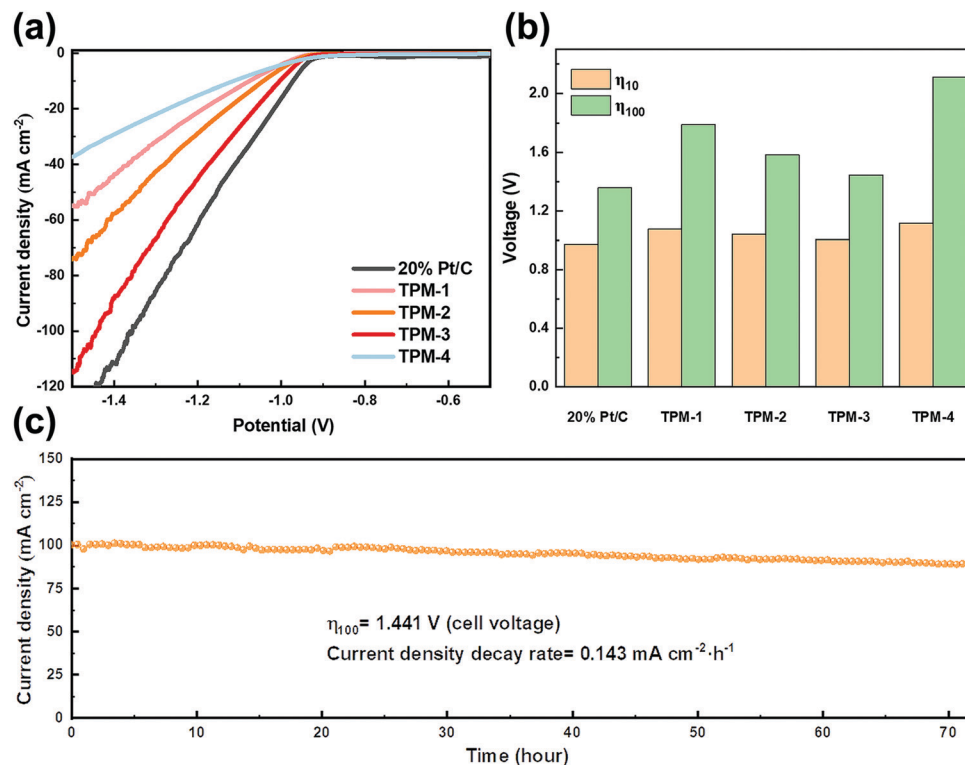 (a)
0
-20
-40
-60
-80
-100
-120
Current density (mA cm⁻²)
20% Pt/C
TPM-1
TPM-2
TPM-3
TPM-4
-1.4 -1.2 -1.0 -0.8 -0.6
Potential (V)
(b)
2.0
1.6
1.2
0.8
0.4
0.0
Voltage (V)
η₁₀
η₁₀₀
20% Pt/C TPM-1 TPM-2 TPM-3 TPM-4
(c)
150
125
100
75
50
25
0
Current density (mA cm⁻²)
η₁₀₀= 1.441 V (cell voltage)
Current density decay rate= 0.143 mA cm⁻²·h⁻¹
0 10 20 30 40 50 60 70
Time (hour)